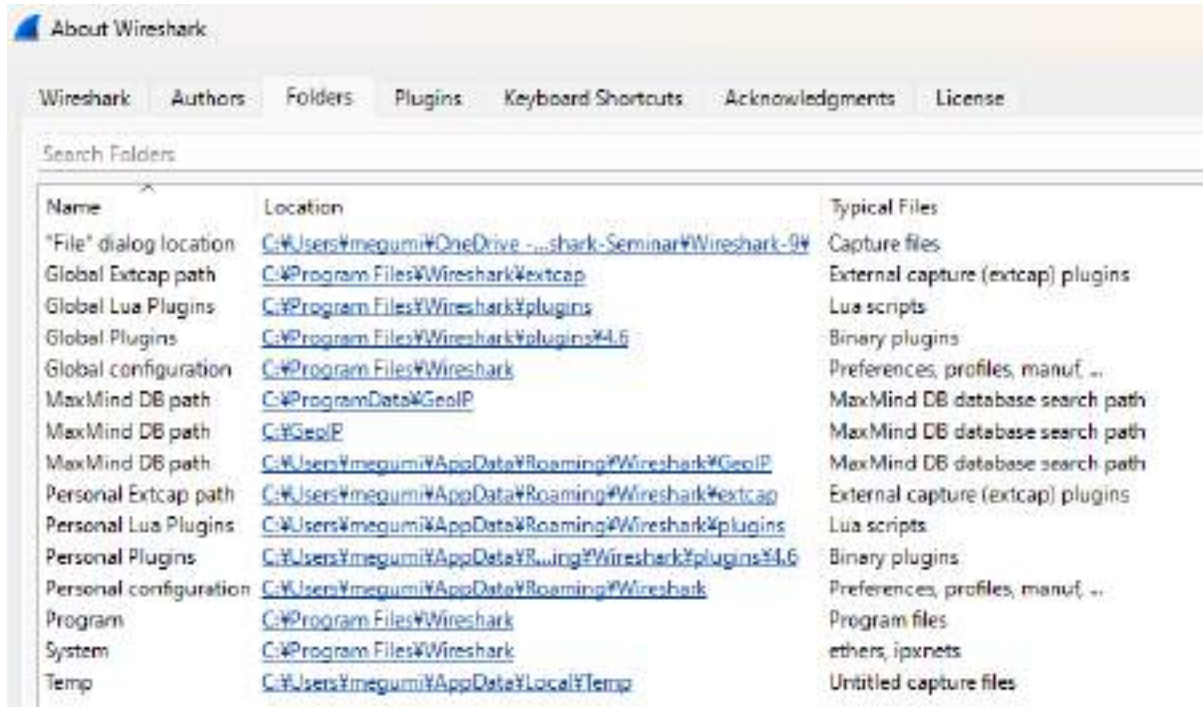 About Wireshark
Wireshark Authors Folders Plugins Keyboard Shortcuts Acknowledgments License
Search Folders
Name Location Typical Files
"File" dialog location C:¥Users¥megumi¥OneDrive -...shark-Seminar¥Wireshark-9¥ Capture files
Global Extcap path C:¥Program Files¥Wireshark¥extcap External capture (extcap) plugins
Global Lua Plugins C:¥Program Files¥Wireshark¥plugins Lua scripts
Global Plugins C:¥Program Files¥Wireshark¥plugins¥4.6 Binary plugins
Global configuration C:¥Program Files¥Wireshark Preferences, profiles, manuf, ...
MaxMind DB path C:¥ProgramData¥GeoIP MaxMind DB database search path
MaxMind DB path C:¥GeoIP MaxMind DB database search path
MaxMind DB path C:¥Users¥megumi¥AppData¥Roaming¥Wireshark¥GeoIP MaxMind DB database search path
Personal Extcap path C:¥Users¥megumi¥AppData¥Roaming¥Wireshark¥extcap External capture (extcap) plugins
Personal Lua Plugins C:¥Users¥megumi¥AppData¥Roaming¥Wireshark¥plugins Lua scripts
Personal Plugins C:¥Users¥megumi¥AppData¥R...ing¥Wireshark¥plugins¥4.6 Binary plugins
Personal configuration C:¥Users¥megumi¥AppData¥Roaming¥Wireshark Preferences, profiles, manuf, ...
Program C:¥Program Files¥Wireshark Program files
System C:¥Program Files¥Wireshark ethers, ipxnets
Temp C:¥Users¥megumi¥AppData¥Local¥Temp Untitled capture files